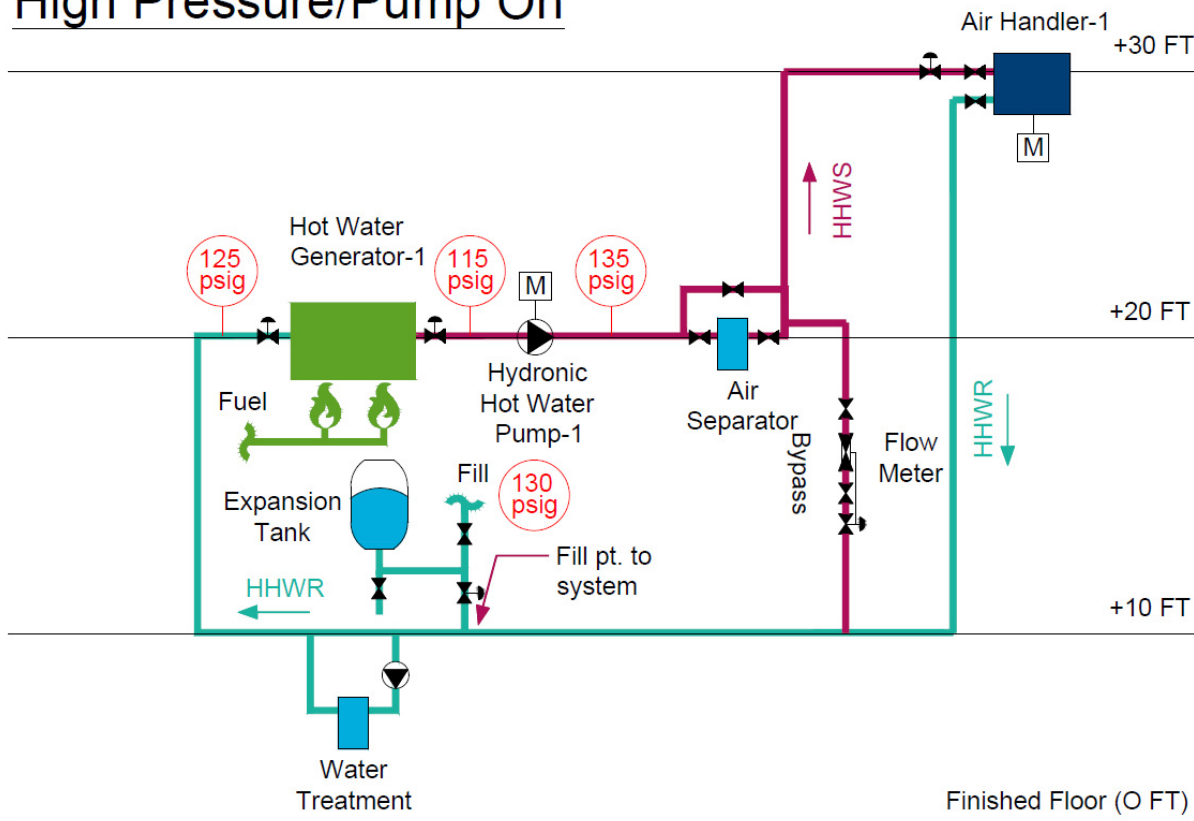 High Pressure/Pump On
Air Handler-1
+30 FT
M
HHWS
Hot Water
Generator-1
125
psig
115
psig
135
psig
M
+20 FT
Hydronic
Hot Water
Pump-1
Air
Separator
Fuel
Bypass
Flow
Meter
HHWR
Fill
130
psig
Expansion
Tank
Fill pt. to
system
HHWR
+10 FT
Water
Treatment
Finished Floor (O FT)